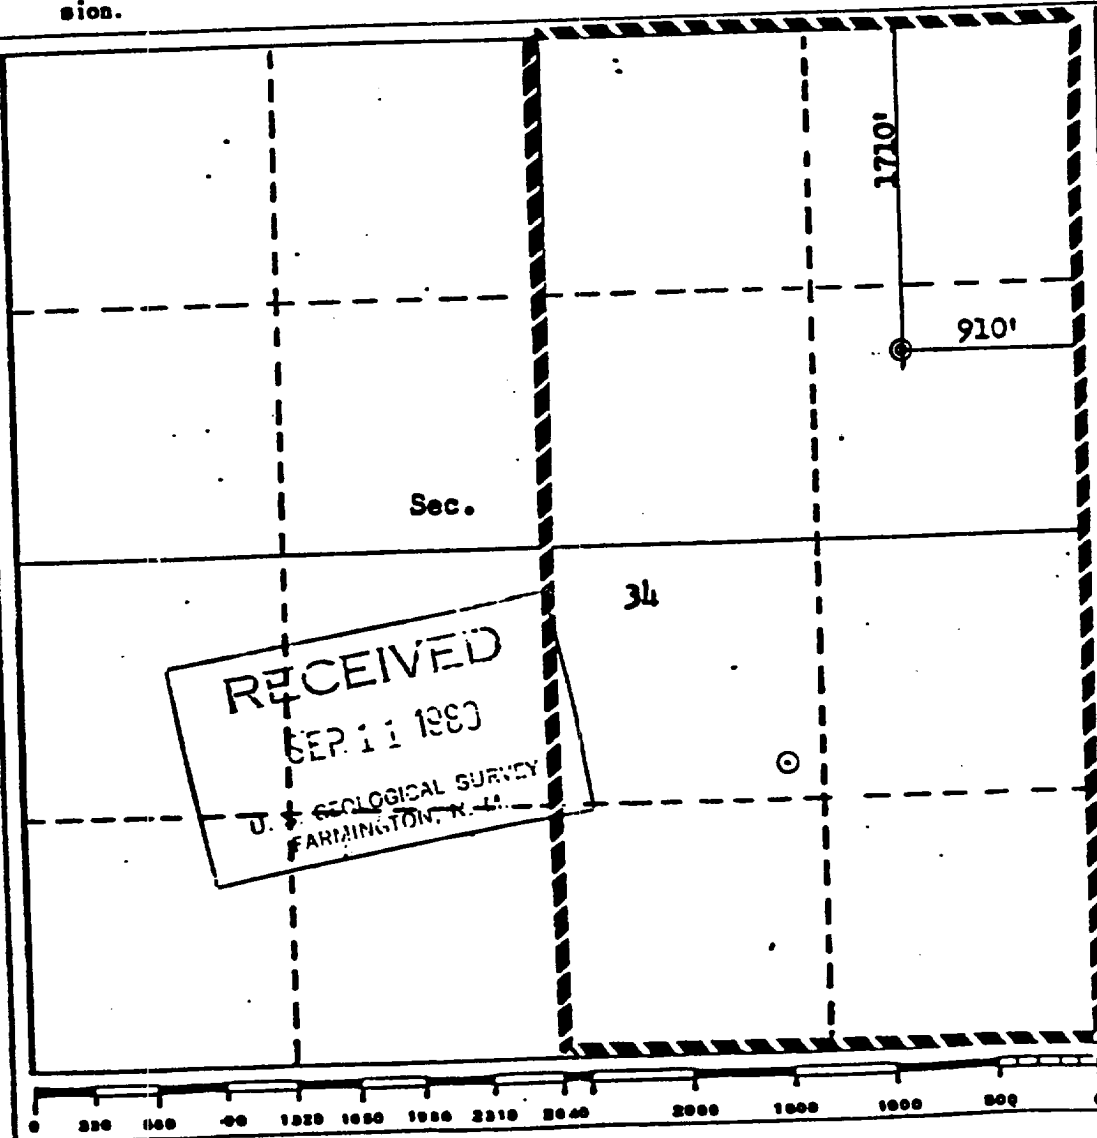 sion.
1710'
910'
Sec.
34
RECEIVED
SEP 11 1980
U. S. GEOLOGICAL SURVEY
FARMINGTON, N. M.
0 330 660 1320 1650 1980 2310 2640 2000 1500 1000 500